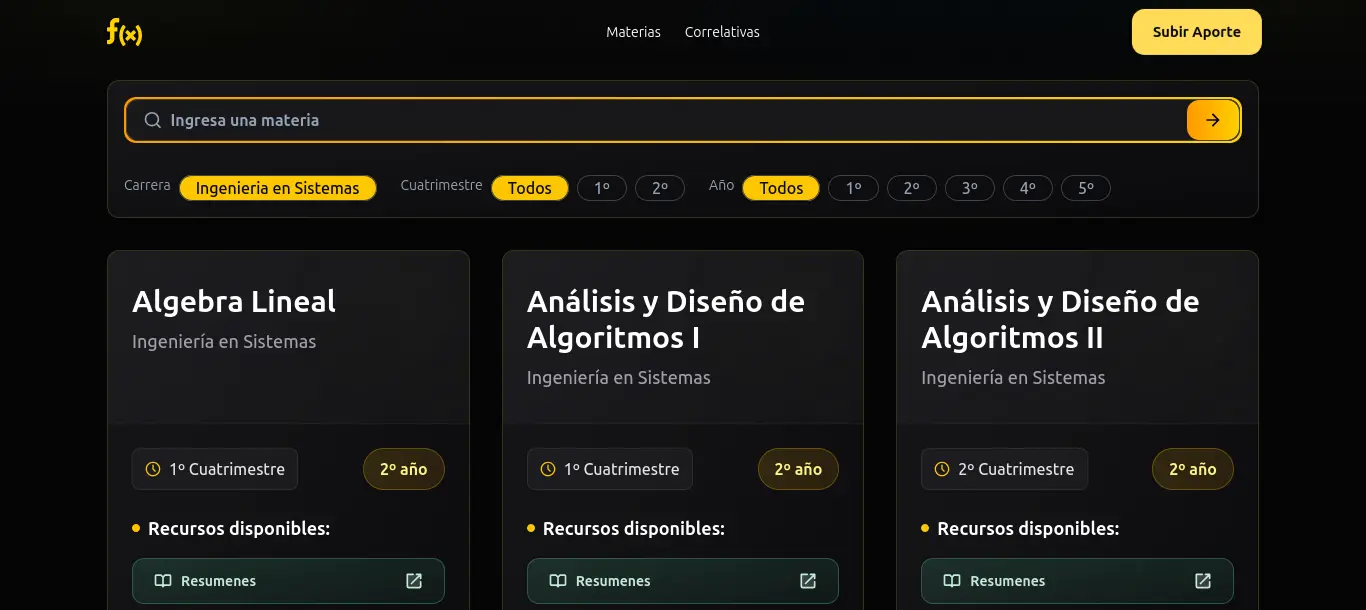 f(x)
Materias Correlativas
Subir Aporte
Ingresa una materia
Carrera Ingenieria en Sistemas Cuatrimestre Todos 1º 2º Año Todos 1º 2º 3º 4º 5º
Algebra Lineal
Ingeniería en Sistemas
1º Cuatrimestre 2º año
Recursos disponibles:
Resumenes
Análisis y Diseño de
Algoritmos I
Ingeniería en Sistemas
1º Cuatrimestre 2º año
Recursos disponibles:
Resumenes
Análisis y Diseño de
Algoritmos II
Ingeniería en Sistemas
2º Cuatrimestre 2º año
Recursos disponibles:
Resumenes